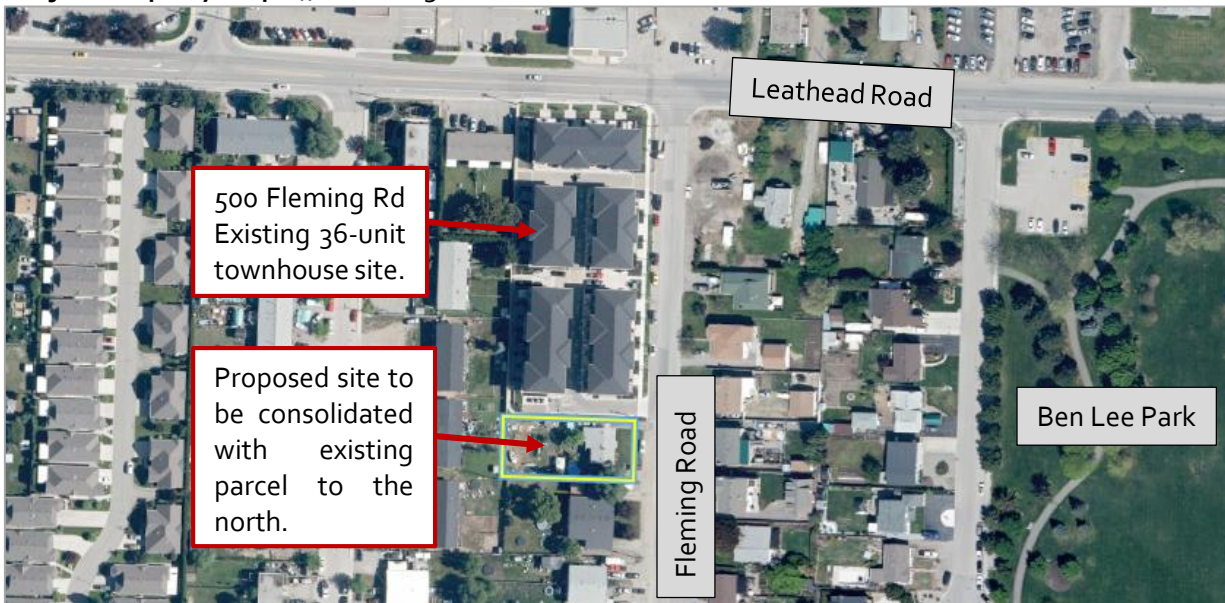 Leathead Road
500 Fleming Rd
Existing 36-unit
townhouse site.
Proposed site to
be consolidated
with existing
parcel to the
north.
Fleming Road
Ben Lee Park